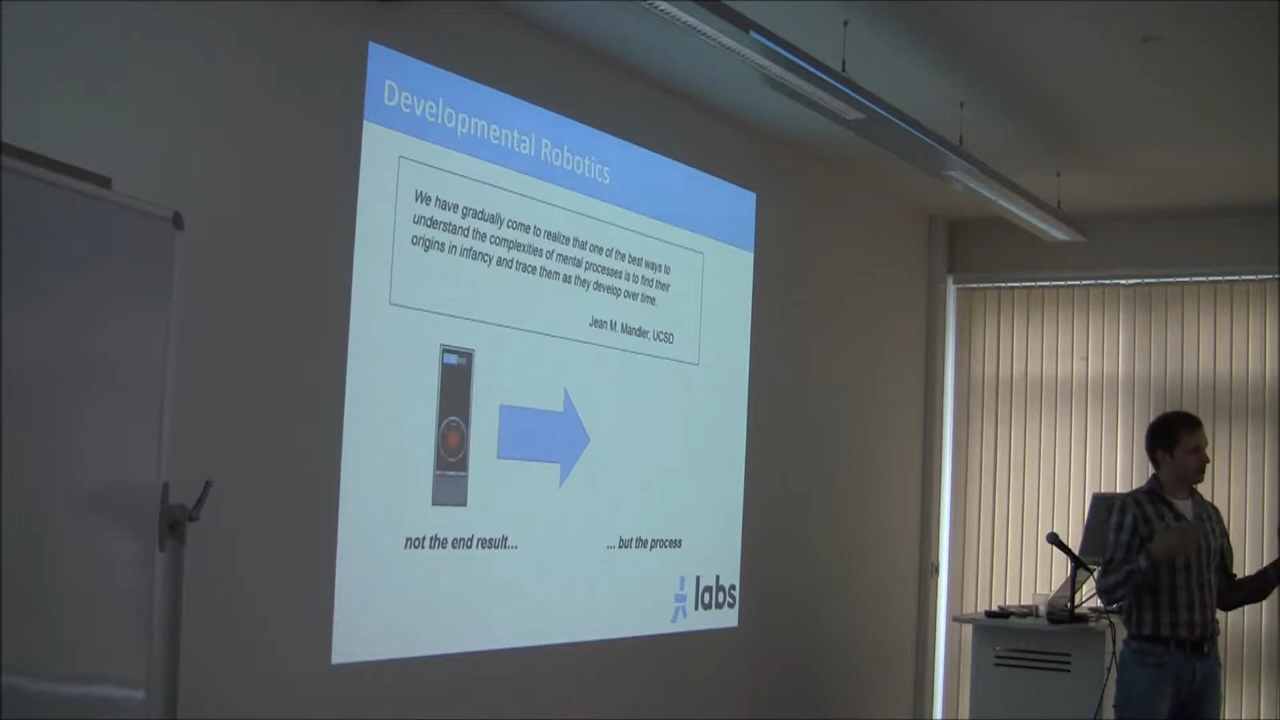 Developmental Robotics
We have gradually come to realize that one of the best ways to
understand the complexities of mental processes is to find their
origins in infancy and trace them as they develop over time.
Jean M. Mandler, UCSD
not the end result...
... but the process
labs